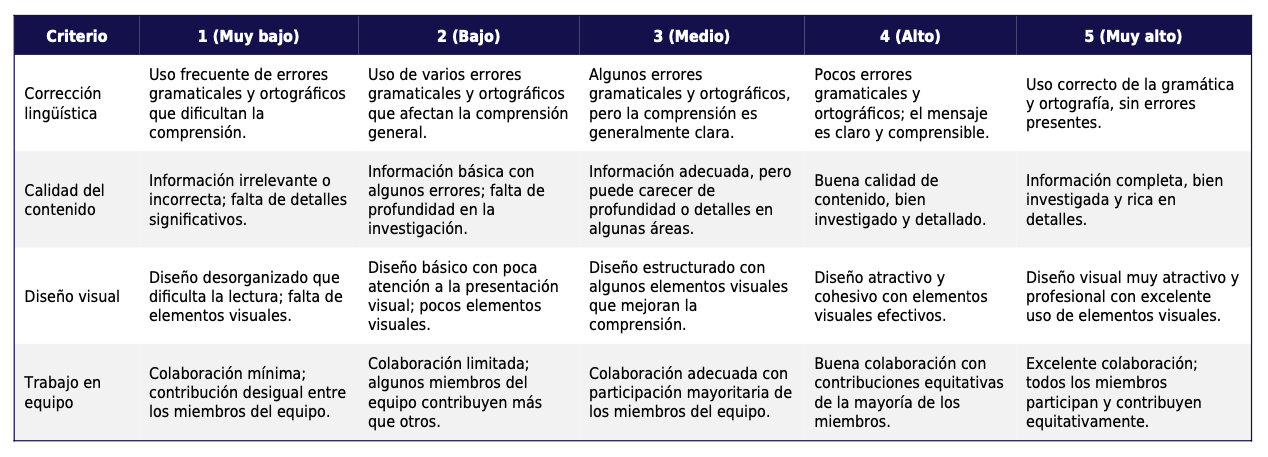 Criterio
1 (Muy bajo)
2 (Bajo)
3 (Medio)
4 (Alto)
5 (Muy alto)
Corrección
lingüística
Uso frecuente de errores
gramaticales y ortográficos
que dificultan la
comprensión.
Uso de varios errores
gramaticales y ortográficos
que afectan la comprensión
general.
Algunos errores
gramaticales y ortográficos,
pero la comprensión es
generalmente clara.
Pocos errores
gramaticales y
ortográficos; el mensaje
es claro y comprensible.
Uso correcto de la gramática
y ortografía, sin errores
presentes.
Calidad del
contenido
Información irrelevante o
incorrecta; falta de detalles
significativos.
Información básica con
algunos errores; falta de
profundidad en la
investigación.
Información adecuada, pero
puede carecer de
profundidad o detalles en
algunas áreas.
Buena calidad de
contenido, bien
investigado y detallado.
Información completa, bien
investigada y rica en
detalles.
Diseño visual
Diseño desorganizado que
dificulta la lectura; falta de
elementos visuales.
Diseño básico con poca
atención a la presentación
visual; pocos elementos
visuales.
Diseño estructurado con
algunos elementos visuales
que mejoran la
comprensión.
Diseño atractivo y
cohesivo con elementos
visuales efectivos.
Diseño visual muy atractivo y
profesional con excelente
uso de elementos visuales.
Trabajo en
equipo
Colaboración mínima;
contribución desigual entre
los miembros del equipo.
Colaboración limitada;
algunos miembros del
equipo contribuyen más
que otros.
Colaboración adecuada con
participación mayoritaria de
los miembros del equipo.
Buena colaboración con
contribuciones equitativas
de la mayoría de los
miembros.
Excelente colaboración;
todos los miembros
participan y contribuyen
equitativamente.